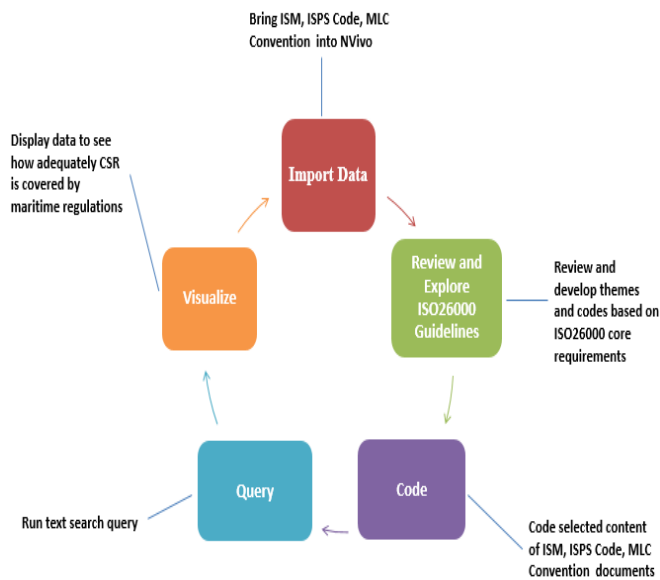 Bring ISM, ISPS Code, MLC
Convention into NVivo
Import Data
Display data to see
how adequately CSR
is covered by
maritime regulations
Visualize
Review and
Explore
ISO26000
Guidelines
Review and
develop themes
and codes based on
ISO26000 core
requirements
Query
Code
Run text search query
Code selected content
of ISM, ISPS Code, MLC
Convention documents